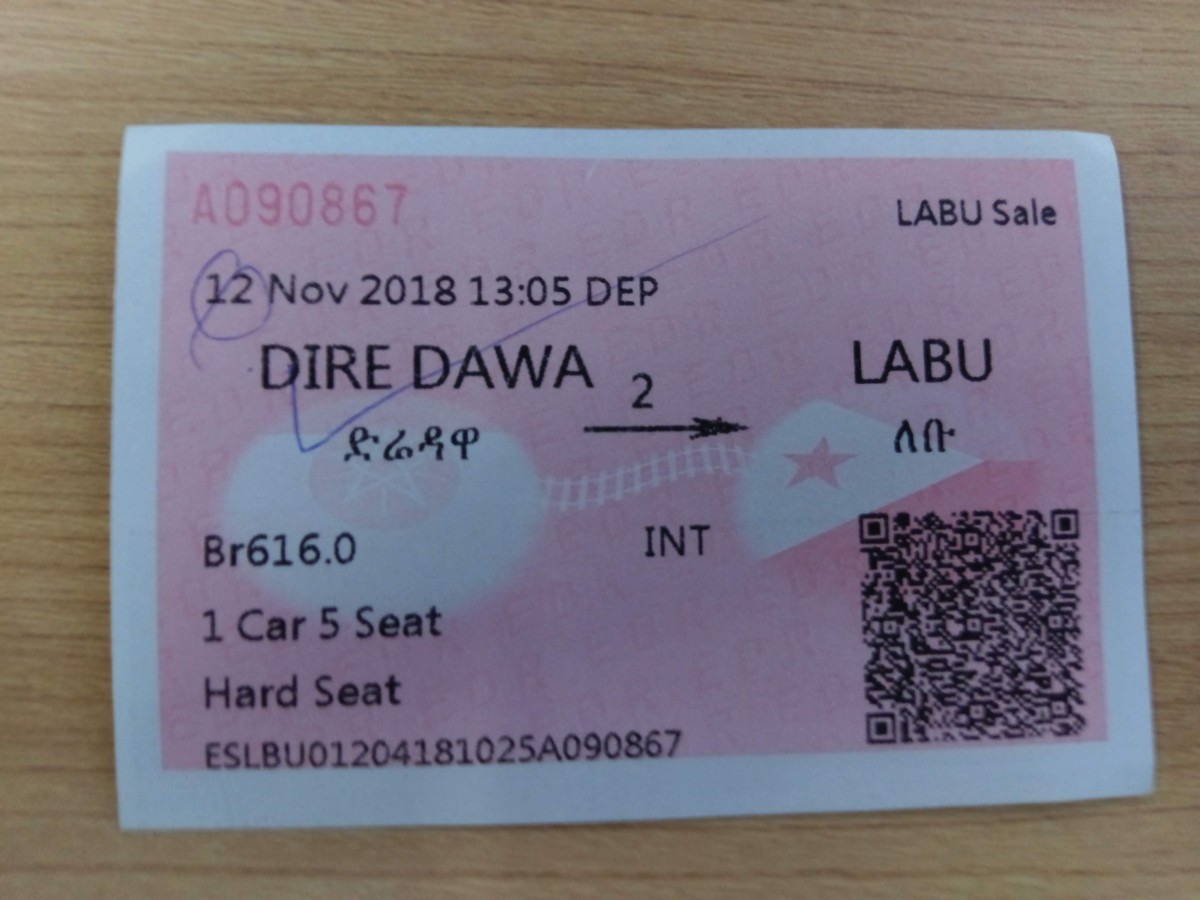 A090867
LABU Sale
12 Nov 2018 13:05 DEP
DIRE DAWA
2
LABU
ድሬዳዋ
ለቡ
Br616.0
INT
1 Car 5 Seat
Hard Seat
ESLBU01204181025A090867